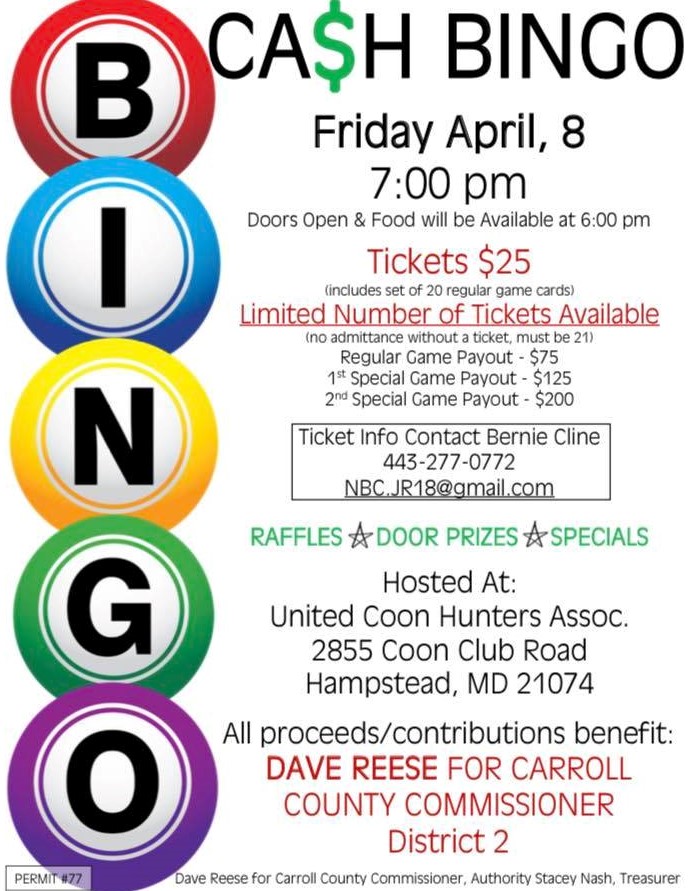 B
I
N
G
O
CA$H BINGO
Friday April, 8
7:00 pm
Doors Open & Food will be Available at 6:00 pm
Tickets $25
(includes set of 20 regular game cards)
Limited Number of Tickets Available
(no admittance without a ticket, must be 21)
Regular Game Payout - $75
1st Special Game Payout - $125
2nd Special Game Payout - $200
Ticket Info Contact Bernie Cline
443-277-0772
NBC.JR18@gmail.com
RAFFLES ☆ DOOR PRIZES ☆ SPECIALS
Hosted At:
United Coon Hunters Assoc.
2855 Coon Club Road
Hampstead, MD 21074
All proceeds/contributions benefit:
DAVE REESE FOR CARROLL
COUNTY COMMISSIONER
District 2
PERMIT #77
Dave Reese for Carroll County Commissioner, Authority Stacey Nash, Treasurer